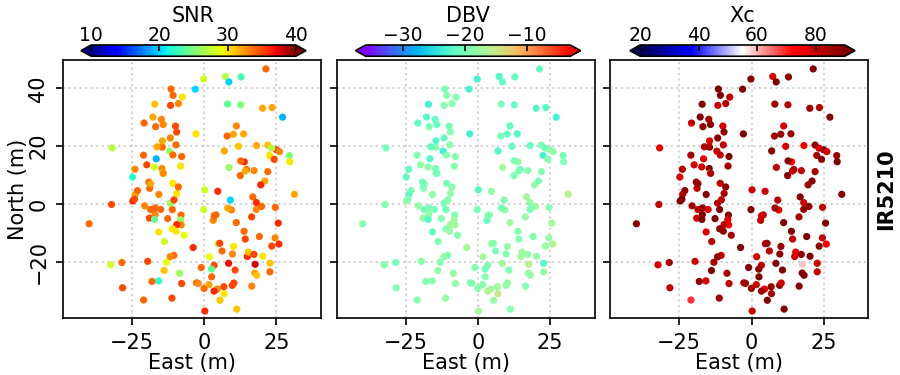 SNR DBV Xc
10 20 30 40 −30 −20 −10 20 40 60 80
40
20
0
−20
North (m)
IR5210
−25 0 25 −25 0 25 −25 0 25
East (m) East (m) East (m)